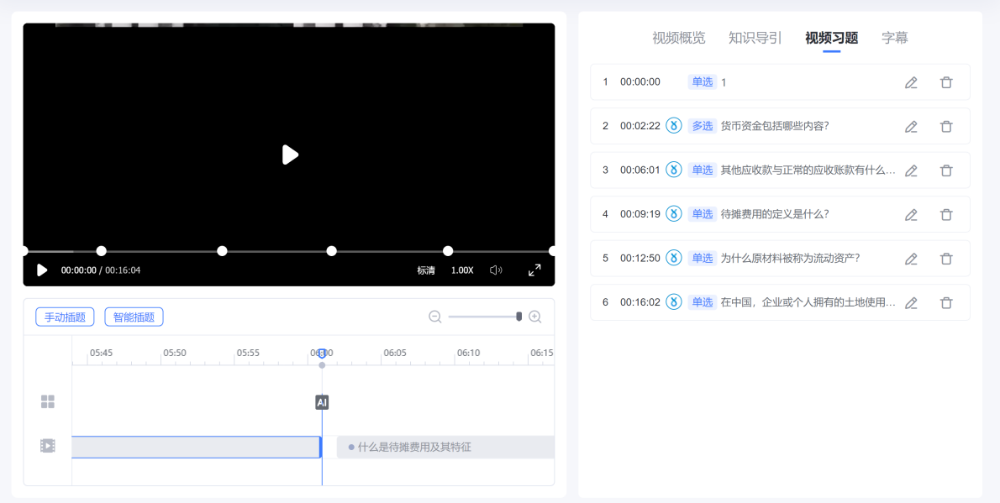 视频概览 知识导引 视频习题 字幕
1 00:00:00 单选 1
2 00:02:22 多选 货币资金包括哪些内容?
3 00:06:01 单选 其他应收款与正常的应收账款有什么...
4 00:09:19 单选 待摊费用的定义是什么?
5 00:12:50 单选 为什么原材料被称为流动资产?
6 00:16:02 单选 在中国，企业或个人拥有的土地使用...
00:00:00 / 00:16:04 标清 1.00X
手动插题 智能插题
05:45 05:50 05:55 06:00 06:05 06:10 06:15
AI
什么是待摊费用及其特征